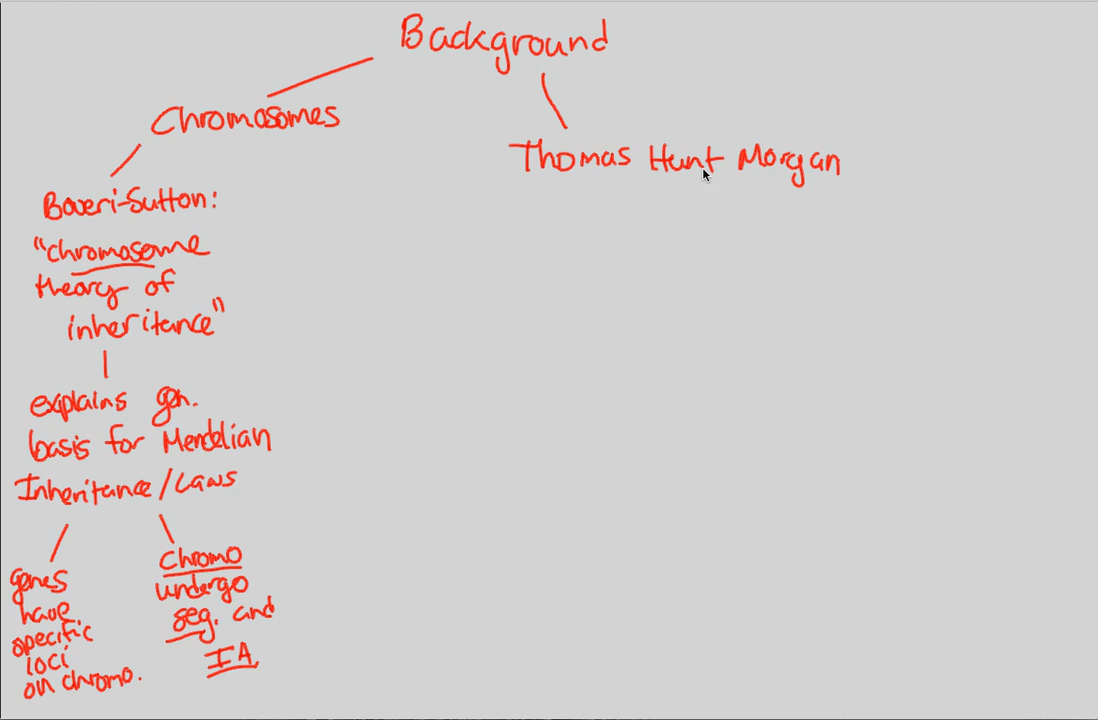 Background
Chromosomes
Thomas Hunt Morgan
Boveri-Sutton:
"chromosome
theory of
inheritance"
explains gen.
basis for Mendelian
Inheritance/Laws
genes
have
specific
loci
on chromo.
Chromo
undergo
seg. and
IA